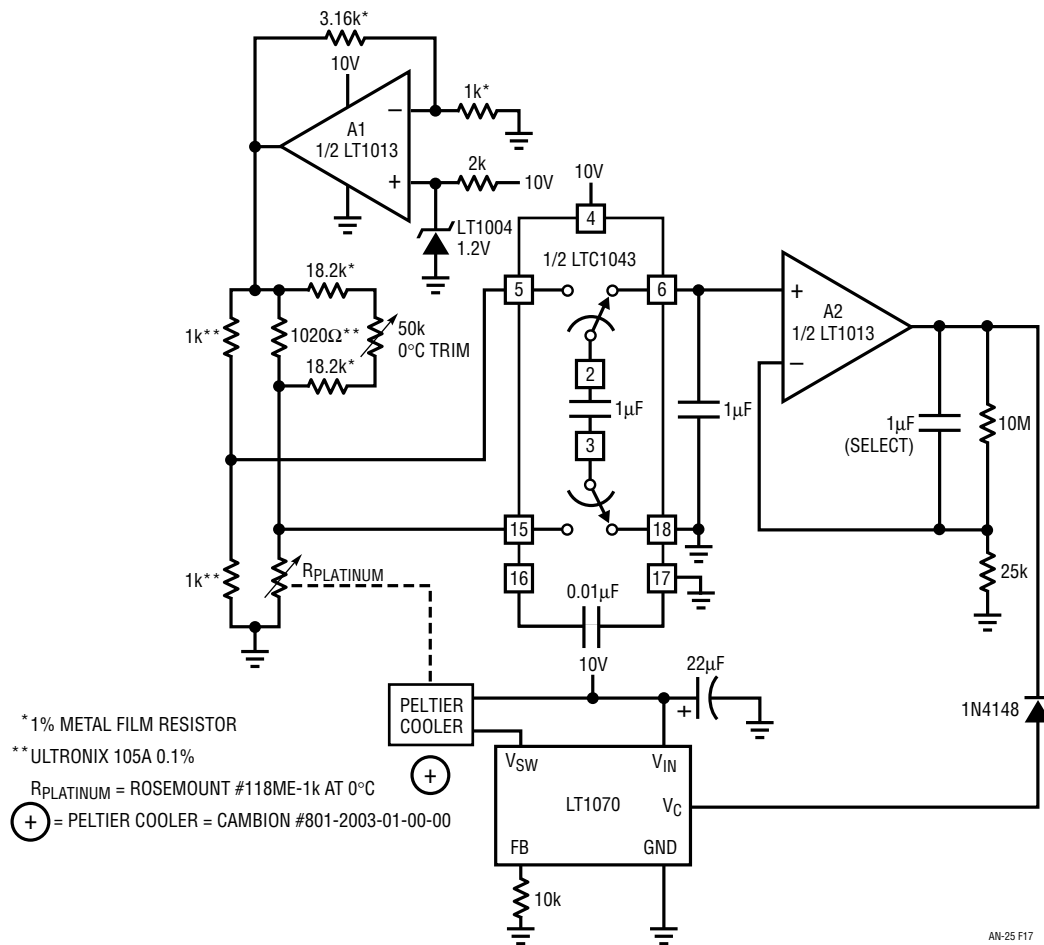 3.16k*
10V
1k*
A1
1/2 LT1013
−
+
2k
10V
LT1004
1.2V
10V
4
1/2 LTC1043
5
6
2
1µF
3
15
18
16
17
1µF
+
−
A2
1/2 LT1013
1µF
(SELECT)
10M
25k
18.2k*
1k**
1020Ω**
50k
0°C TRIM
18.2k*
1k**
RPLATINUM
0.01µF
10V
22µF
+
PELTIER
COOLER
+
1N4148
VSW
VIN
LT1070
VC
FB
GND
10k
*1% METAL FILM RESISTOR
**ULTRONIX 105A 0.1%
RPLATINUM = ROSEMOUNT #118ME-1k AT 0°C
+ = PELTIER COOLER = CAMBION #801-2003-01-00-00
AN-25 F17